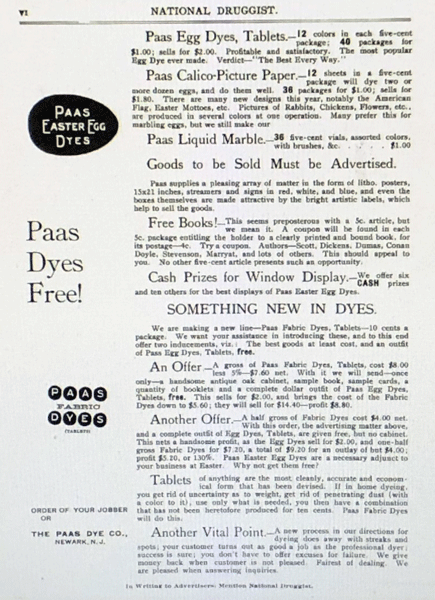 VI
NATIONAL DRUGGIST.
Paas Egg Dyes, Tablets.—12 colors in each five-cent
package; 40 packages for
$1.00; sells for $2.00. Profitable and satisfactory. The most popular
Egg Dye ever made. Verdict—"The Best Every Way."
Paas Calico-Picture Paper.—12 sheets in a five-cent
package will dye two or
more dozen eggs, and do them well. 36 packages for $1.00; sells for
$1.80. There are many new designs this year, notably the American
Flag, Easter Mottoes, etc. Pictures of Rabbits, Chickens, Flowers, etc.,
are produced in several colors at one operation. Many prefer this for
marbling eggs, but we still make our
Paas Liquid Marble.—36 five-cent vials, assorted colors,
with brushes, &c. . . . . $1.00
Goods to be Sold Must be Advertised.
Paas supplies a pleasing array of matter in the form of litho. posters,
15x21 inches, streamers and signs in red, white, and blue, and even the
boxes themselves are made attractive by the bright artistic labels, which
help to sell the goods.
Free Books!—This seems preposterous with a 5c. article, but
we mean it. A coupon will be found in each
5c. package entitling the holder to a clearly printed and bound book, for
its postage—4c. Try a coupon. Authors—Scott, Dickens, Dumas, Conan
Doyle, Stevenson, Marryat, and lots of others. This should appeal to
you. No other five-cent article presents such an opportunity.
Cash Prizes for Window Display.—We offer six
CASH prizes
and ten others for the best displays of Paas Easter Egg Dyes.
SOMETHING NEW IN DYES.
We are making a new line—Paas Fabric Dyes, Tablets—10 cents a
package. We want your assistance in introducing these, and to this end
offer two inducements, viz.: The best goods at least cost, and an outfit
of Paas Egg Dyes, Tablets, free.
An Offer.—A gross of Paas Fabric Dyes, Tablets, cost $8.00
less 5%—$7.60 net. With it we will send—once
only—a handsome antique oak cabinet, sample book, sample cards, a
quantity of booklets and a complete dollar outfit of Paas Egg Dyes,
Tablets, free. This sells for $2.00, and brings the cost of the Fabric
Dyes down to $5.60; they will sell for $14.40—profit $8.80.
Another Offer.—A half gross of Fabric Dyes cost $4.00 net.
With this order, the advertising matter above,
and a complete outfit of Egg Dyes, Tablets, are given free, but no cabinet.
This nets a handsome profit, as the Egg Dyes sell for $2.00, and one-half
gross Fabric Dyes for $7.20, a total of $9.20 for an outlay of but $4.00;
profit $5.20, or 130%. Paas Easter Egg Dyes are a necessary adjunct to
your business at Easter. Why not get them free?
Tablets of anything are the most cleanly, accurate and econom-
ical form that has been devised. If in home dyeing,
you get rid of uncertainty as to weight, get rid of penetrating dust (with
a color to it), use only what is needed, you then have a combination
that has not been heretofore produced for ten cents. Paas Fabric Dyes
will do this.
Another Vital Point.—A new process in our directions for
dyeing does away with streaks and
spots; your customer turns out as good a job as the professional dyer;
success is sure; you don't have to offer excuses for failure. We give
money back when customer is not pleased. Fairest of dealing. We
are pleased when answering inquiries.
PAAS
EASTER EGG
DYES
Paas
Dyes
Free!
PAAS
FABRIC
DYES
(TABLETS)
ORDER OF YOUR JOBBER
OR
THE PAAS DYE CO.,
NEWARK, N. J.
In Writing to Advertisers, Mention National Druggist.